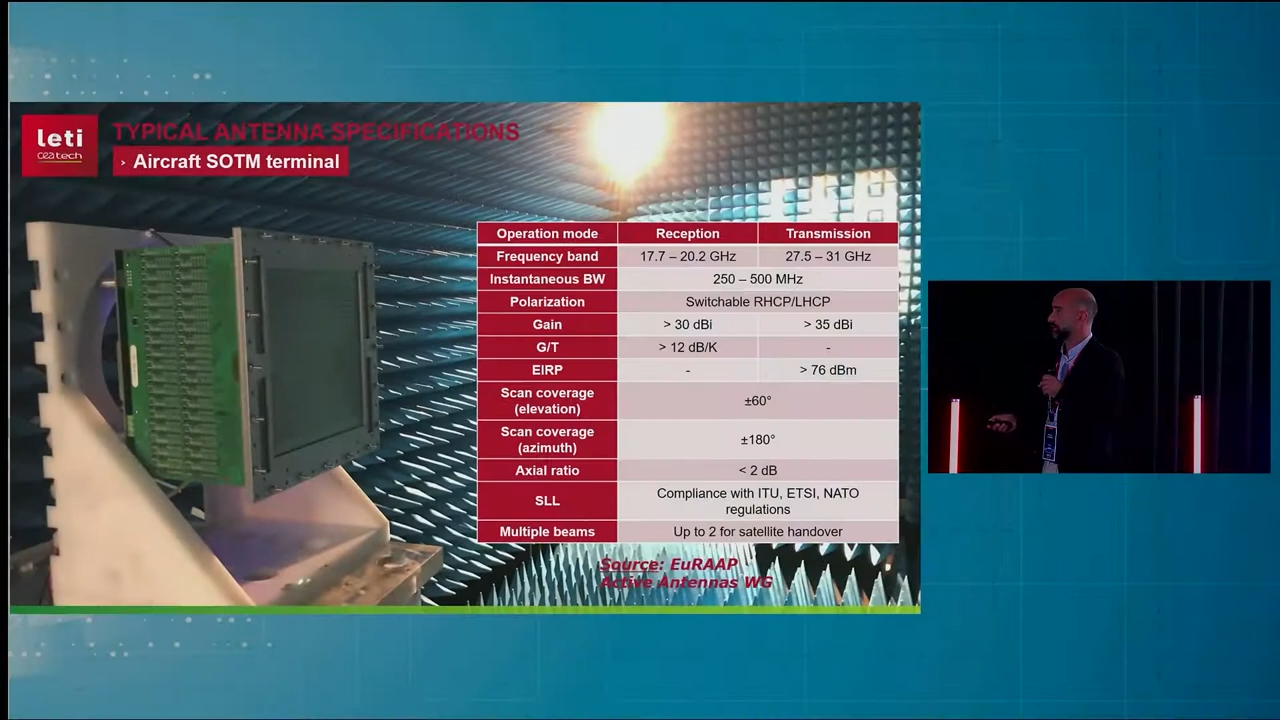 leti
ceatech
TYPICAL ANTENNA SPECIFICATIONS
› Aircraft SOTM terminal
Operation mode Reception Transmission
Frequency band 17.7 – 20.2 GHz 27.5 – 31 GHz
Instantaneous BW 250 – 500 MHz
Polarization Switchable RHCP/LHCP
Gain > 30 dBi > 35 dBi
G/T > 12 dB/K -
EIRP - > 76 dBm
Scan coverage
(elevation) ±60°
Scan coverage
(azimuth) ±180°
Axial ratio < 2 dB
SLL Compliance with ITU, ETSI, NATO
regulations
Multiple beams Up to 2 for satellite handover
Source: EuRAAP
Active Antennas WG